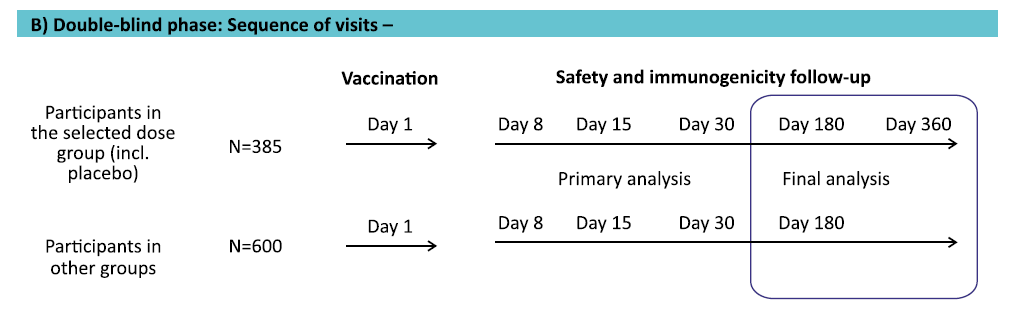 B) Double-blind phase: Sequence of visits –
Vaccination
Safety and immunogenicity follow-up
Participants in
the selected dose
group (incl.
placebo)
N=385
Day 1
Day 8 Day 15 Day 30 Day 180 Day 360
Primary analysis Final analysis
Participants in
other groups
N=600
Day 1
Day 8 Day 15 Day 30 Day 180